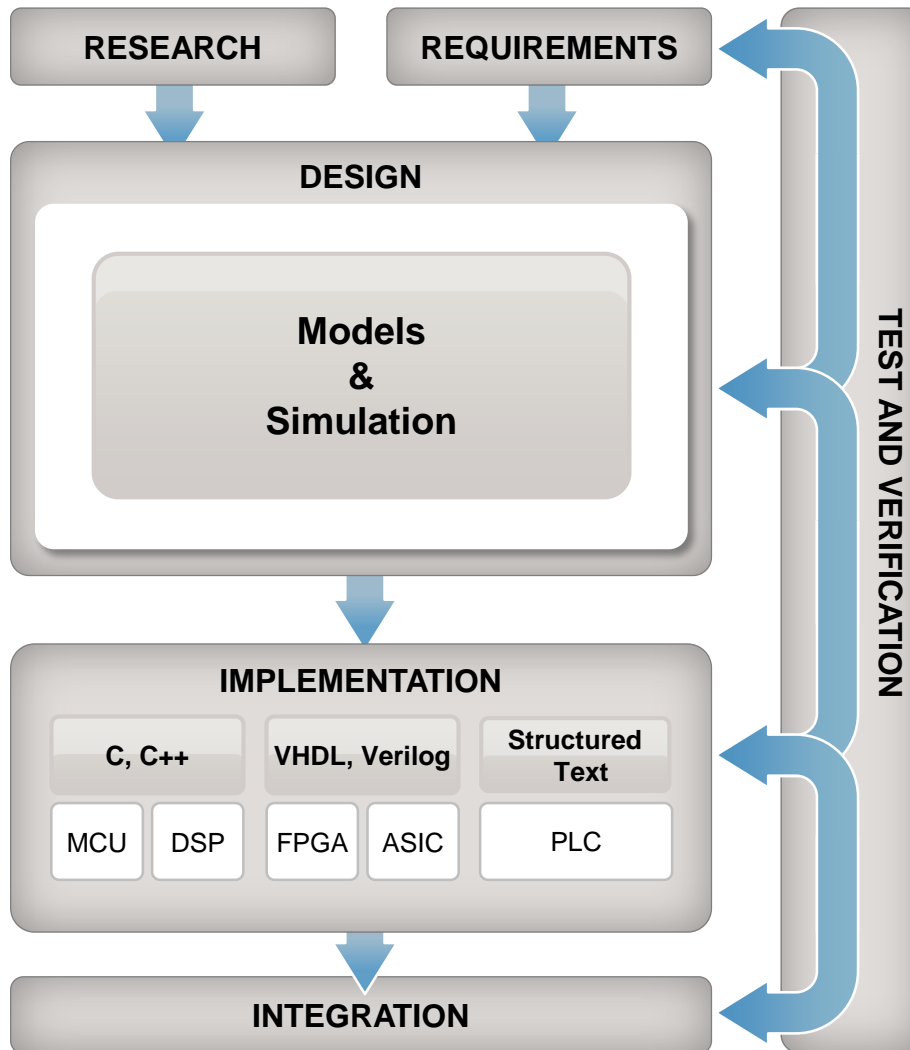 RESEARCH
REQUIREMENTS
DESIGN
Models
&
Simulation
TEST AND VERIFICATION
IMPLEMENTATION
C, C++
VHDL, Verilog
Structured
Text
MCU
DSP
FPGA
ASIC
PLC
INTEGRATION